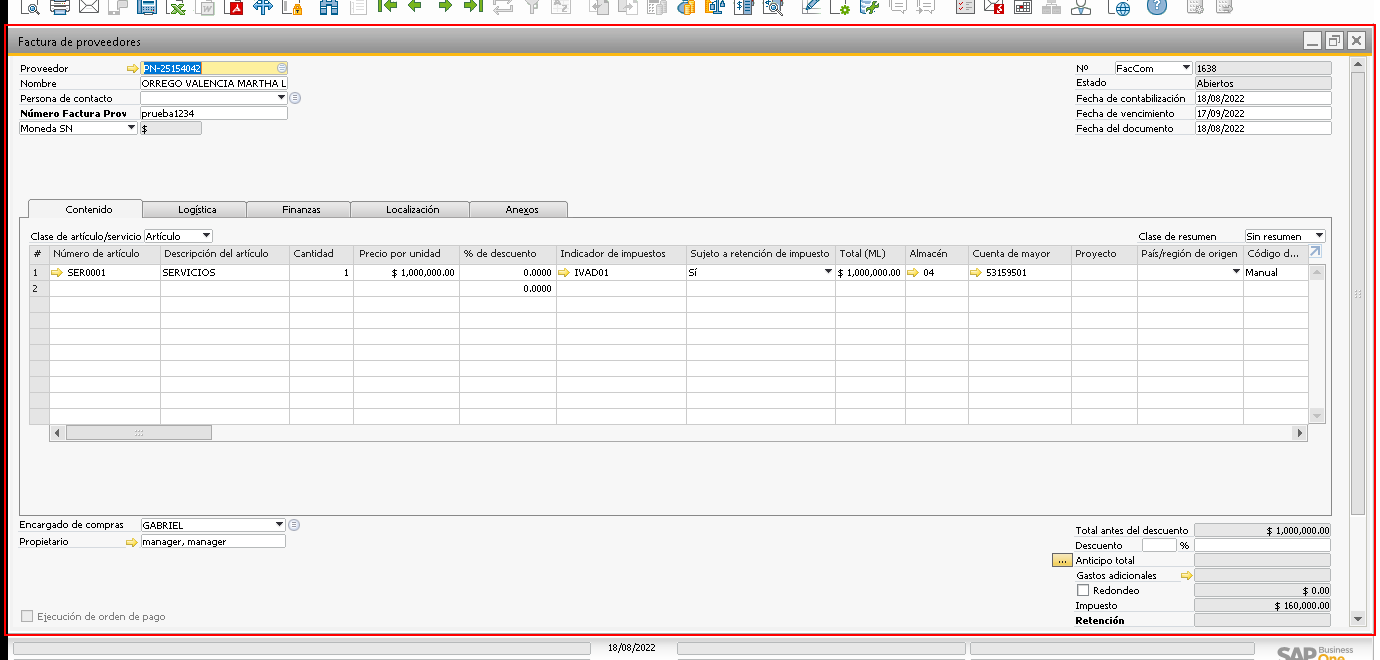 Factura de proveedores
Proveedor PN-25154042
Nombre ORREGO VALENCIA MARTHA L
Persona de contacto
Número Factura Prov prueba1234
Moneda SN $
Nº FacCom 1638
Estado Abiertos
Fecha de contabilización 18/08/2022
Fecha de vencimiento 17/09/2022
Fecha del documento 18/08/2022
Contenido Logística Finanzas Localización Anexos
Clase de artículo/servicio Artículo Clase de resumen Sin resumen
# Número de artículo Descripción del artículo Cantidad Precio por unidad % de descuento Indicador de impuestos Sujeto a retención de impuesto Total (ML) Almacén Cuenta de mayor Proyecto País/región de origen Código d...
1 SER0001 SERVICIOS 1 $ 1,000,000.00 0.0000 IVAD01 Sí $ 1,000,000.00 04 53159501 Manual
2 0.0000
Encargado de compras GABRIEL
Propietario manager, manager
Ejecución de orden de pago
Total antes del descuento $ 1,000,000.00
Descuento %
... Anticipo total
Gastos adicionales
Redondeo $ 0.00
Impuesto $ 160,000.00
Retención
18/08/2022
SAP Business One